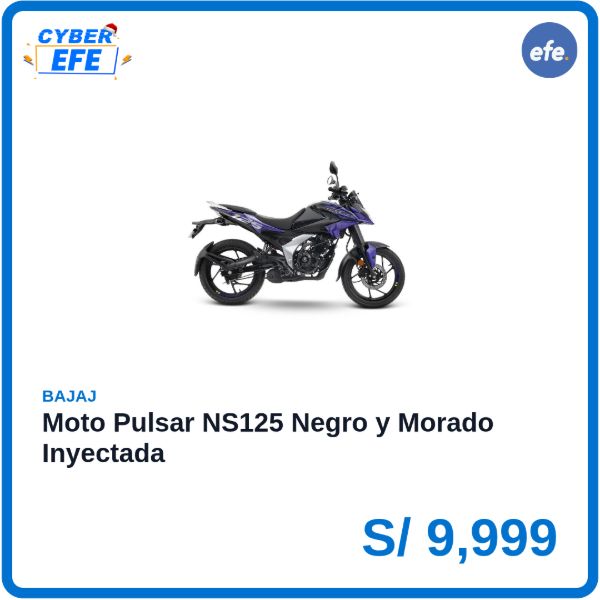 CYBER
EFE
efe.
BAJAJ
Moto Pulsar NS125 Negro y Morado
Inyectada
S/ 9,999